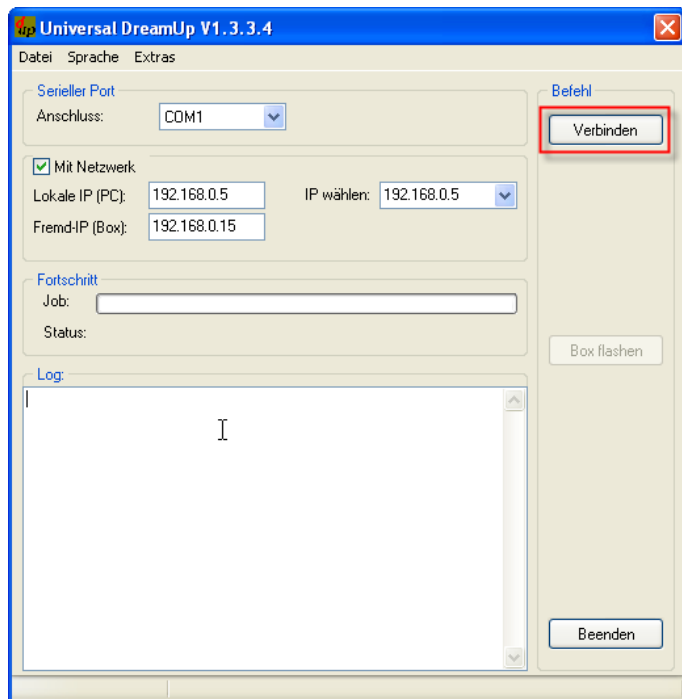 Universal DreamUp V1.3.3.4
Datei Sprache Extras
Serieller Port
Anschluss: COM1
Befehl
Verbinden
Mit Netzwerk
Lokale IP (PC): 192.168.0.5 IP wählen: 192.168.0.5
Fremd-IP (Box): 192.168.0.15
Fortschritt
Job:
Status:
Box flashen
Log:
Beenden